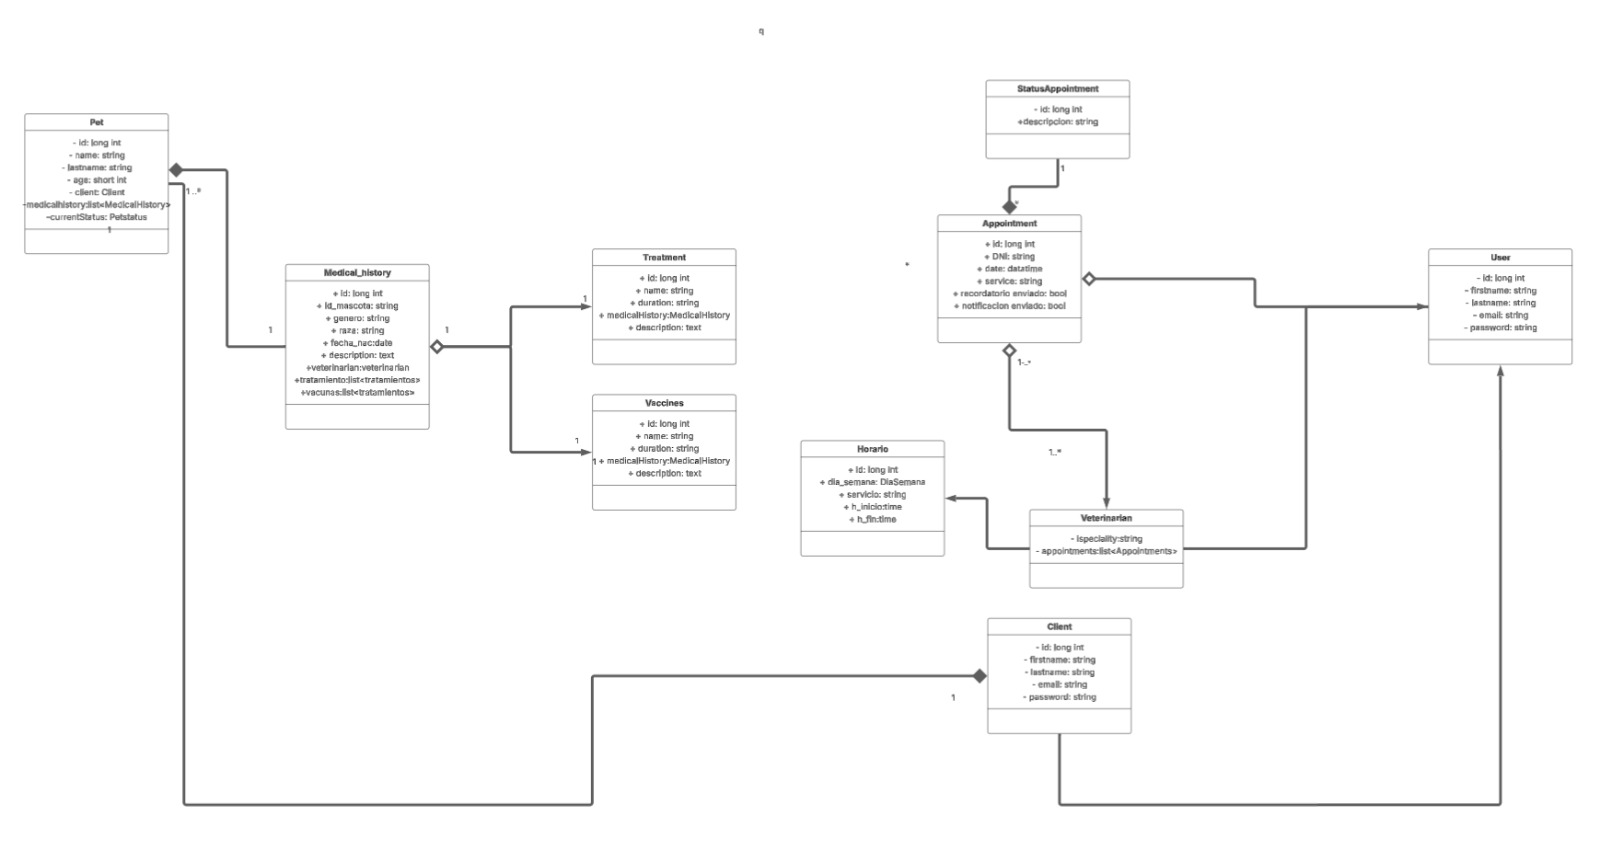 q
StatusAppointment
- id: long int
+descripcion: string
1
*
Pet
- id: long int
- name: string
- lastname: string
- age: short int
- client: Client
-medicalhistory:list<MedicalHistory>
-currentStatus: Petstatus
1
1..*
Medical_history
+ id: long int
+ id_mascota: string
+ genero: string
+ raza: string
+ fecha_nac:date
+ description: text
+veterinarian:veterinarian
+tratamiento:list<tratamientos>
+vacunas:list<tratamientos>
1
1
Treatment
+ id: long int
+ name: string
+ duration: string
+ medicalHistory:MedicalHistory
+ description: text
1
Vaccines
+ id: long int
+ name: string
+ duration: string
1 + medicalHistory:MedicalHistory
+ description: text
1
Appointment
+ id: long int
+ DNI: string
+ date: datatime
+ service: string
+ recordatorio enviado: bool
+ notificacion enviado: bool
*
1-..*
1..*
User
- id: long int
- firstname: string
- lastname: string
- email: string
- password: string
Horario
+ id: long int
+ dia_semana: DiaSemana
+ servicio: string
+ h_inicio:time
+ h_fin:time
Veterinarian
- lspeciality:string
- appointments:list<Appointments>
Client
- id: long int
- firstname: string
- lastname: string
- email: string
- password: string
1